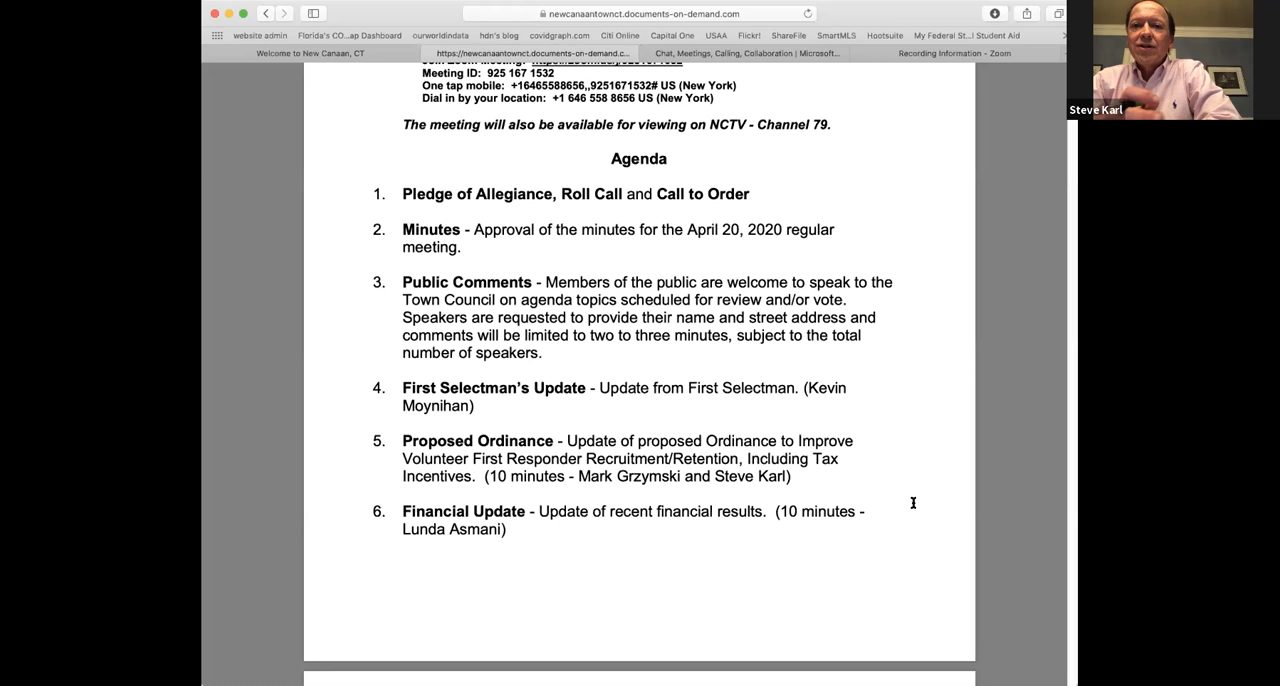 newcanaantownct.documents-on-demand.com
website admin Florida's CO...ap Dashboard ourworldindata hdn's blog covidgraph.com Citi Online Capital One USAA Flickr! ShareFile SmartMLS Hootsuite My Federal St...l Student Aid
Welcome to New Canaan, CT https://newcanaantownct.documents-on-demand.c... Chat, Meetings, Calling, Collaboration | Microsoft... Recording Information - Zoom
Meeting ID: 925 167 1532
One tap mobile: +16465588656,,9251671532# US (New York)
Dial in by your location: +1 646 558 8656 US (New York)
The meeting will also be available for viewing on NCTV - Channel 79.
Agenda
1. Pledge of Allegiance, Roll Call and Call to Order
2. Minutes - Approval of the minutes for the April 20, 2020 regular
meeting.
3. Public Comments - Members of the public are welcome to speak to the
Town Council on agenda topics scheduled for review and/or vote.
Speakers are requested to provide their name and street address and
comments will be limited to two to three minutes, subject to the total
number of speakers.
4. First Selectman’s Update - Update from First Selectman. (Kevin
Moynihan)
5. Proposed Ordinance - Update of proposed Ordinance to Improve
Volunteer First Responder Recruitment/Retention, Including Tax
Incentives. (10 minutes - Mark Grzymski and Steve Karl)
6. Financial Update - Update of recent financial results. (10 minutes -
Lunda Asmani)
Steve Karl